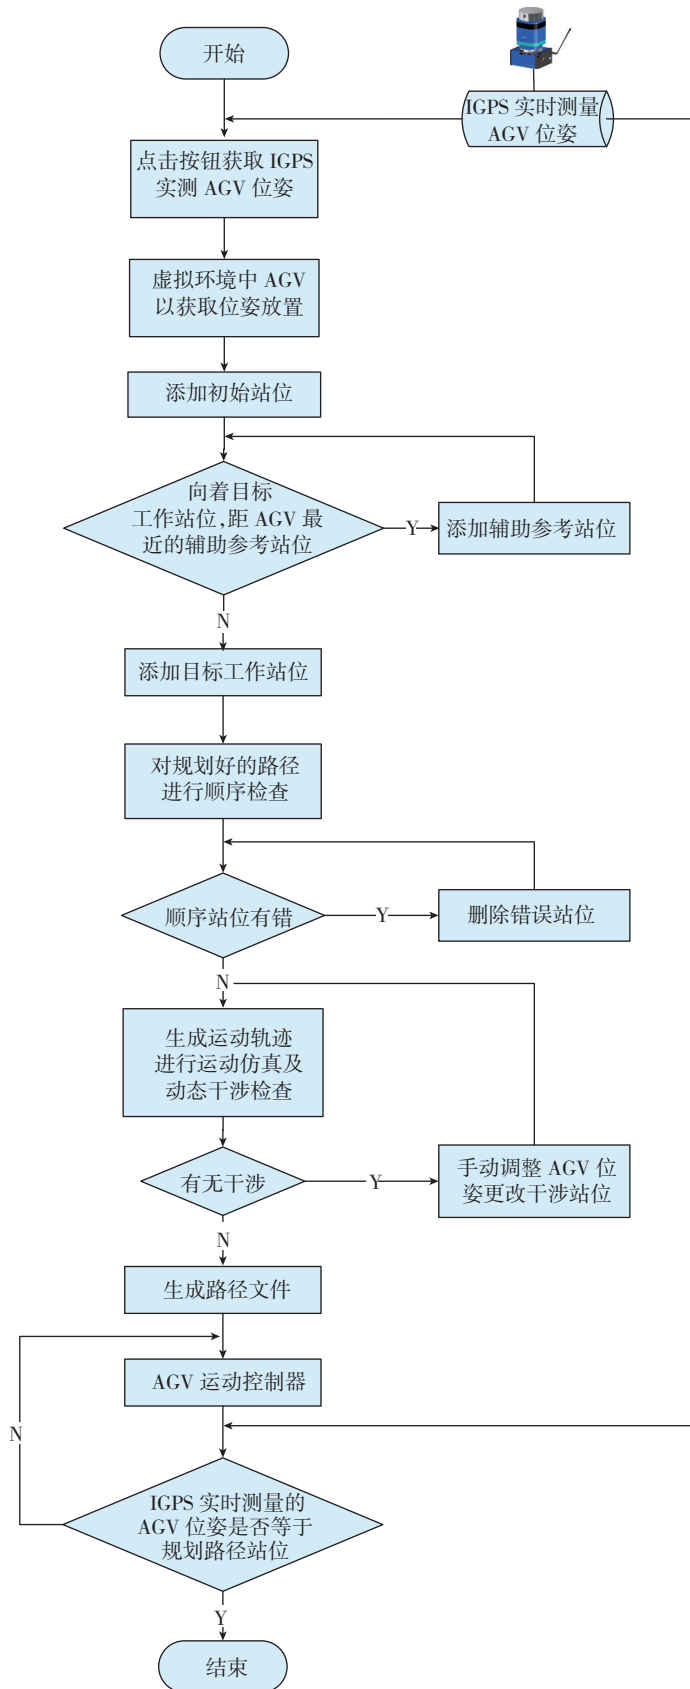 开始
IGPS 实时测量
AGV 位姿
点击按钮获取 IGPS
实测 AGV 位姿
虚拟环境中 AGV
以获取位姿放置
添加初始站位
向着目标
工作站位,距 AGV 最
近的辅助参考站位
Y
添加辅助参考站位
N
添加目标工作站位
对规划好的路径
进行顺序检查
顺序站位有错
Y
删除错误站位
N
生成运动轨迹
进行运动仿真及
动态干涉检查
有无干涉
Y
手动调整 AGV 位
姿更改干涉站位
N
生成路径文件
AGV 运动控制器
N
IGPS 实时测量的
AGV 位姿是否等于
规划路径站位
Y
结束